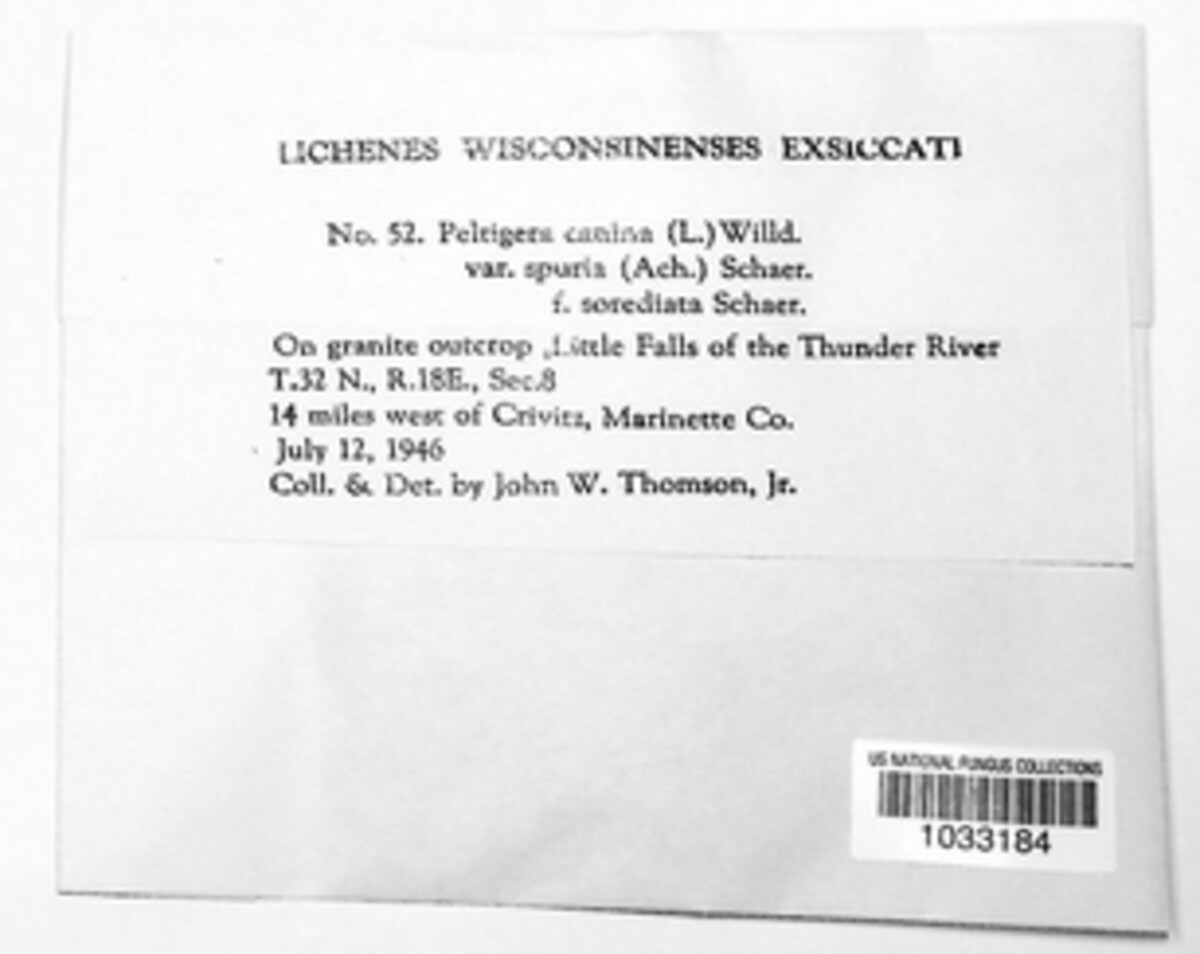 LICHENES WISCONSINENSES EXSICCATI
No. 52. Peltigera canina (L.) Willd.
var. spuria (Ach.) Schaer.
f. sorediata Schaer.
On granite outcrop ,Little Falls of the Thunder River
T.32 N., R.18E., Sec.8
14 miles west of Crivitz, Marinette Co.
July 12, 1946
Coll. & Det. by John W. Thomson, Jr.
US NATIONAL FUNGUS COLLECTIONS
1033184